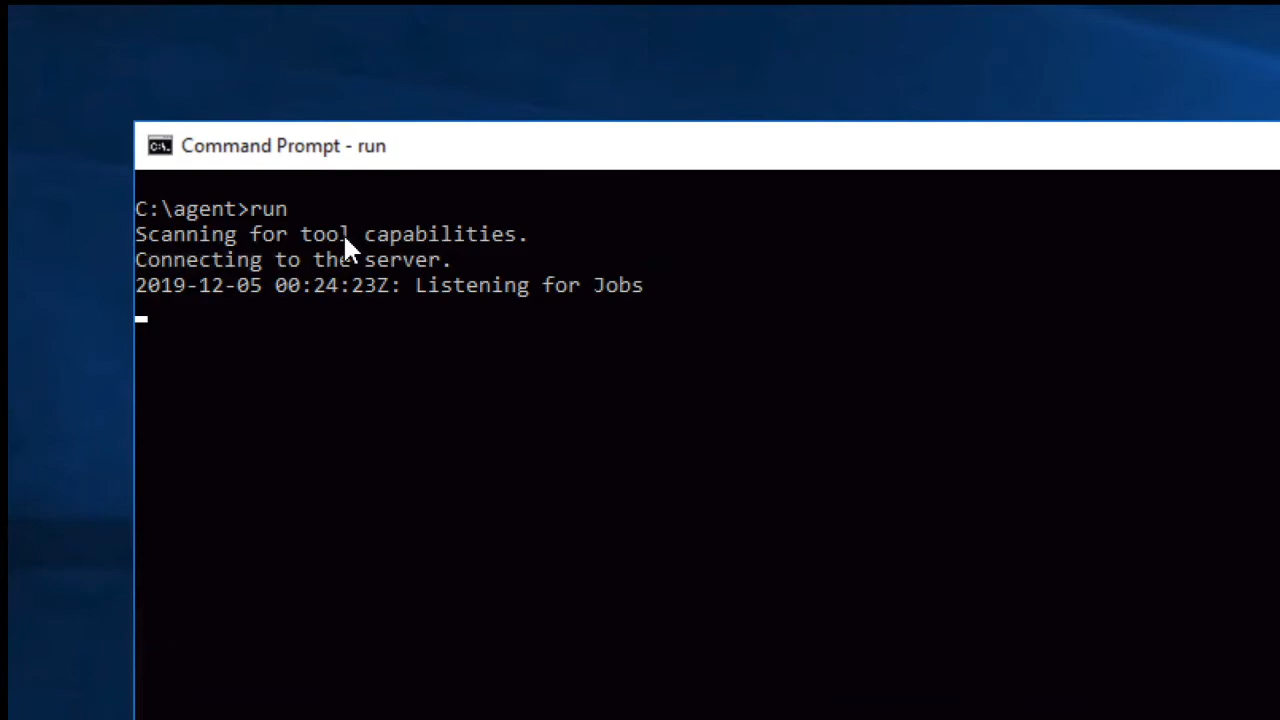 Command Prompt - run
C:\agent>run
Scanning for tool capabilities.
Connecting to the server.
2019-12-05 00:24:23Z: Listening for Jobs